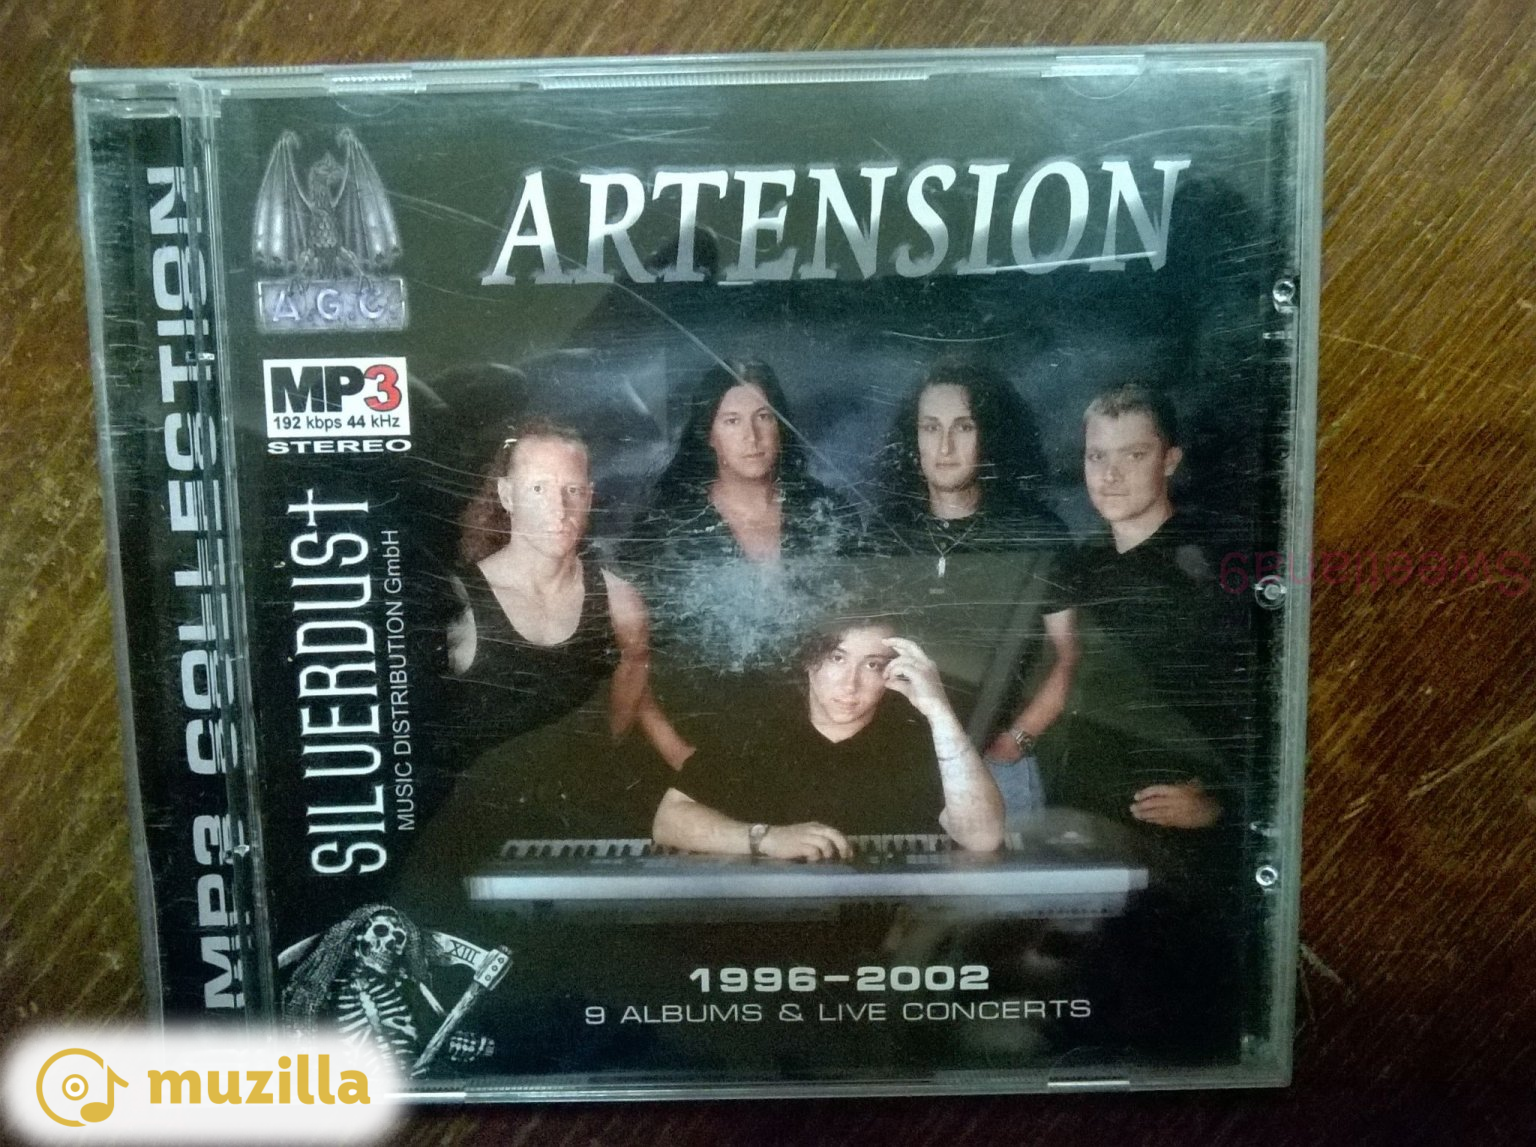 ARTENSION
A.G.C
MP3
192 kbps 44 kHz
STEREO
MP3 COLLECTION
SILVERDUST
MUSIC DISTRIBUTION GmbH
XIII
1996-2002
9 ALBUMS & LIVE CONCERTS
muzilla